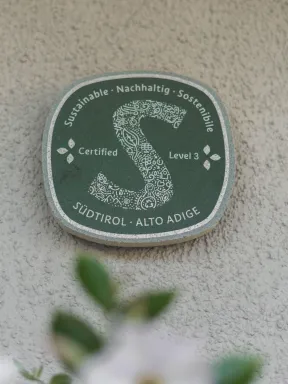 Sustainable · Nachhaltig · Sostenibile
S
Certified
Level 3
SÜDTIROL · ALTO ADIGE